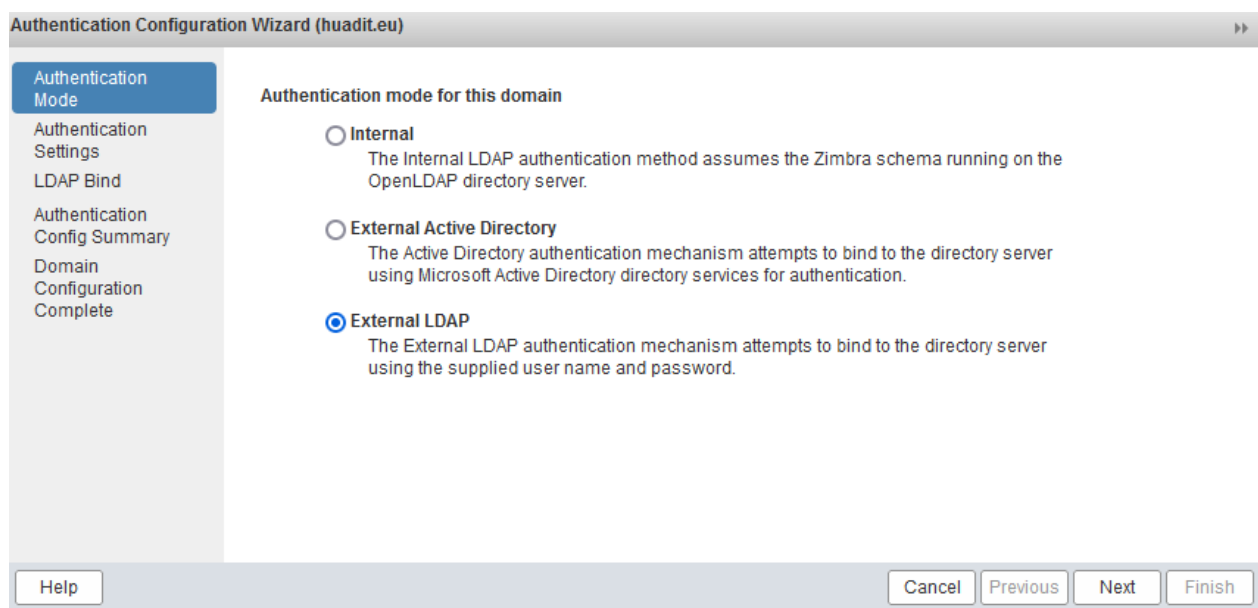 Authentication Configuration Wizard (huadit.eu)
Authentication
Mode
Authentication
Settings
LDAP Bind
Authentication
Config Summary
Domain
Configuration
Complete
Authentication mode for this domain
Internal
The Internal LDAP authentication method assumes the Zimbra schema running on the
OpenLDAP directory server.
External Active Directory
The Active Directory authentication mechanism attempts to bind to the directory server
using Microsoft Active Directory directory services for authentication.
External LDAP
The External LDAP authentication mechanism attempts to bind to the directory server
using the supplied user name and password.
Help
Cancel
Previous
Next
Finish